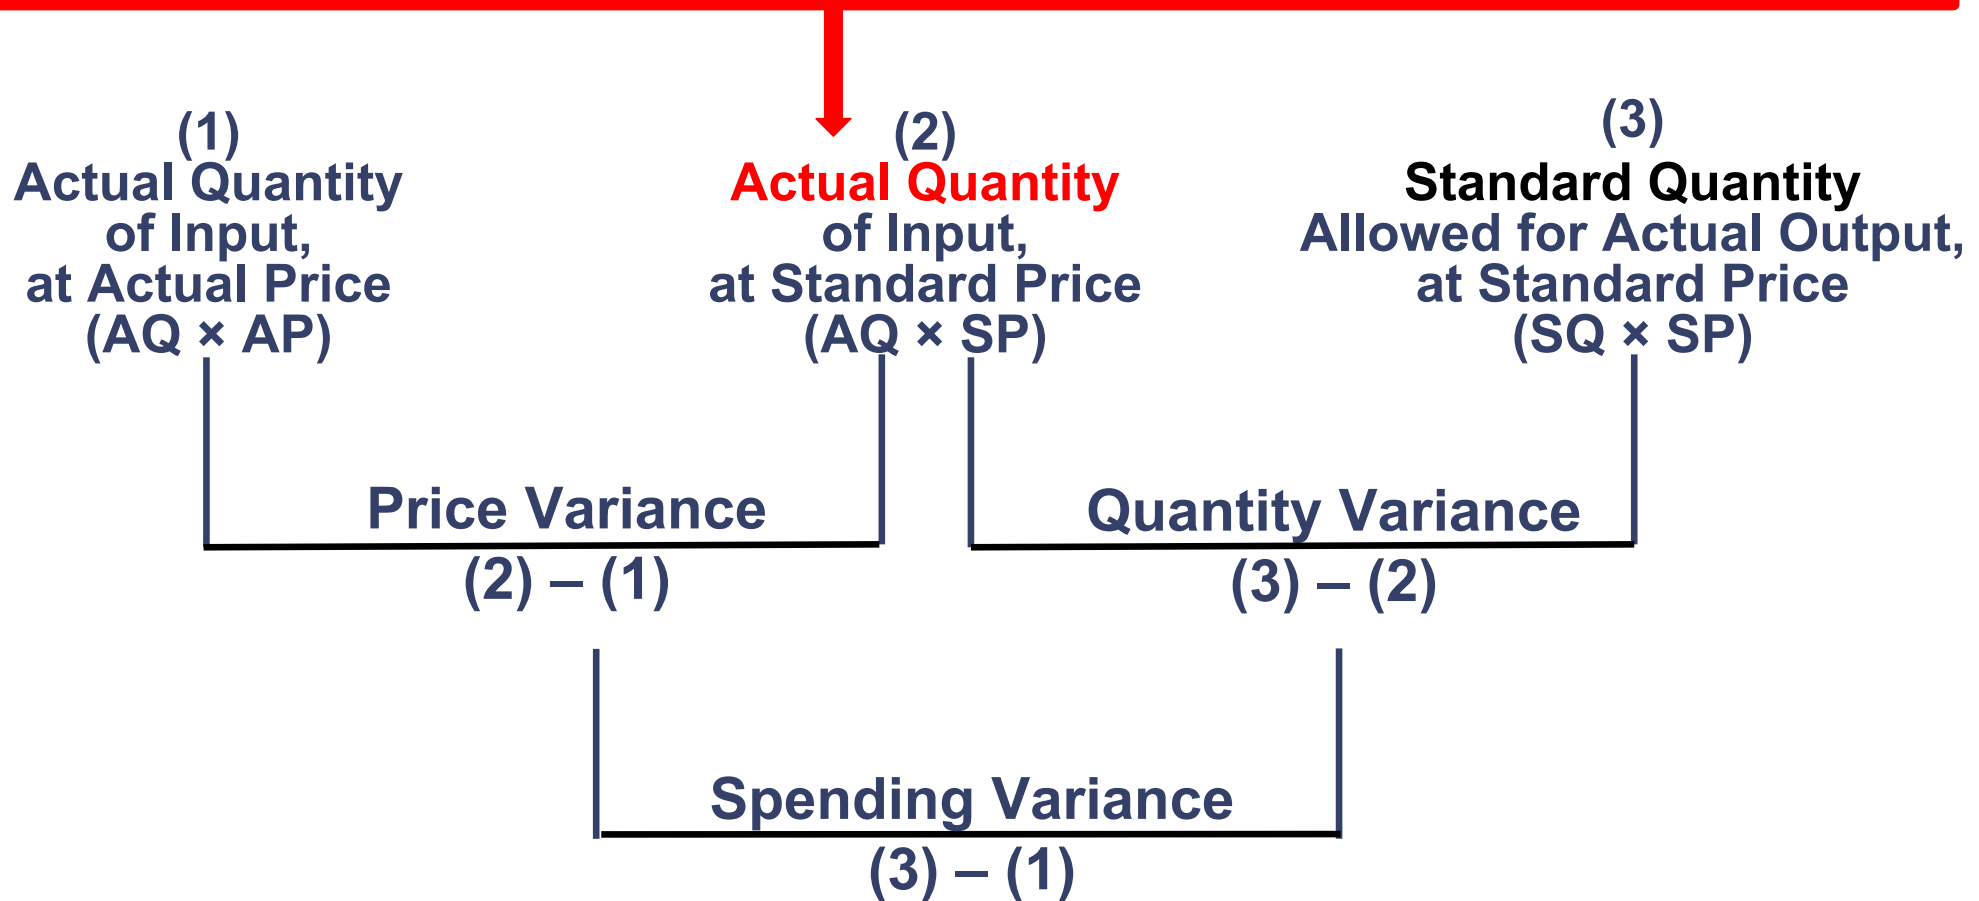 (1)
Actual Quantity
of Input,
at Actual Price
(AQ × AP)
(2)
Actual Quantity
of Input,
at Standard Price
(AQ × SP)
(3)
Standard Quantity
Allowed for Actual Output,
at Standard Price
(SQ × SP)
Price Variance
(2) – (1)
Quantity Variance
(3) – (2)
Spending Variance
(3) – (1)